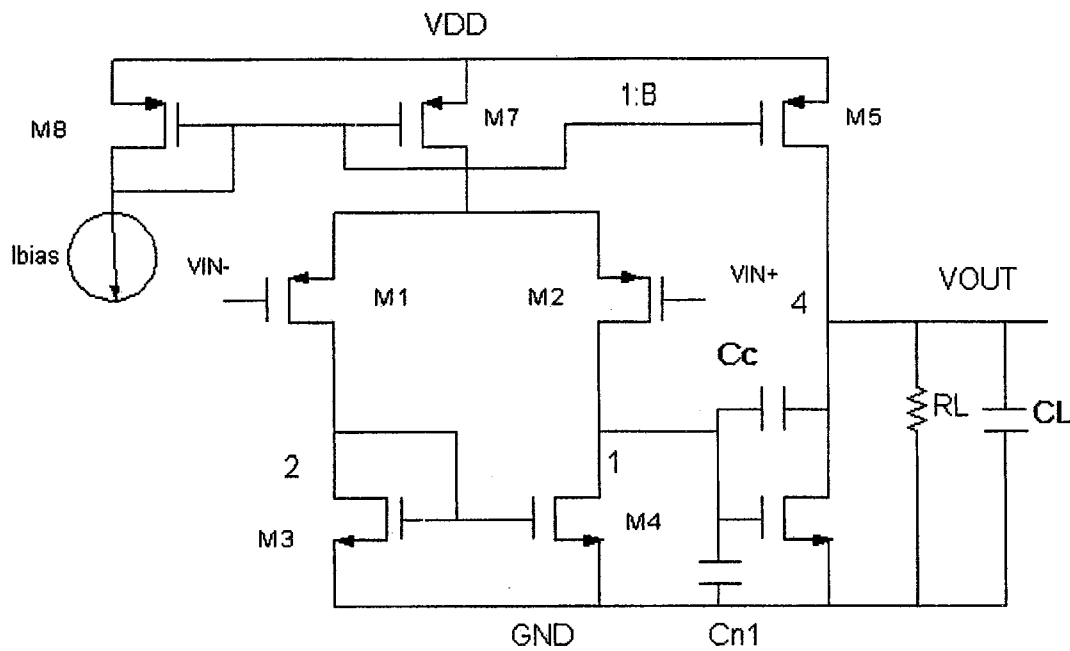 VDD
1:B
M8
M7
M5
Ibias
VIN-
VIN+
M1
M2
4
VOUT
Cc
RL
CL
2
1
M3
M4
GND
Cn1